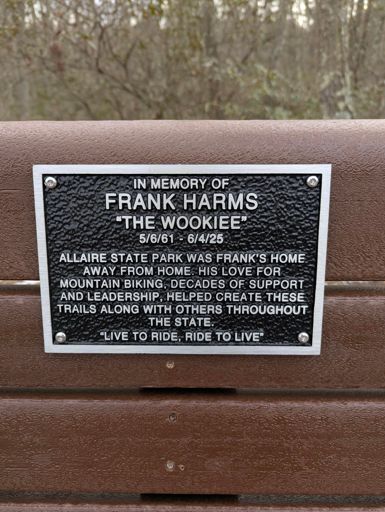 IN MEMORY OF
FRANK HARMS
"THE WOOKIEE"
5/6/61 - 6/4/25
ALLAIRE STATE PARK WAS FRANK'S HOME
AWAY FROM HOME. HIS LOVE FOR
MOUNTAIN BIKING, DECADES OF SUPPORT
AND LEADERSHIP, HELPED CREATE THESE
TRAILS ALONG WITH OTHERS THROUGHOUT
THE STATE.
"LIVE TO RIDE, RIDE TO LIVE"